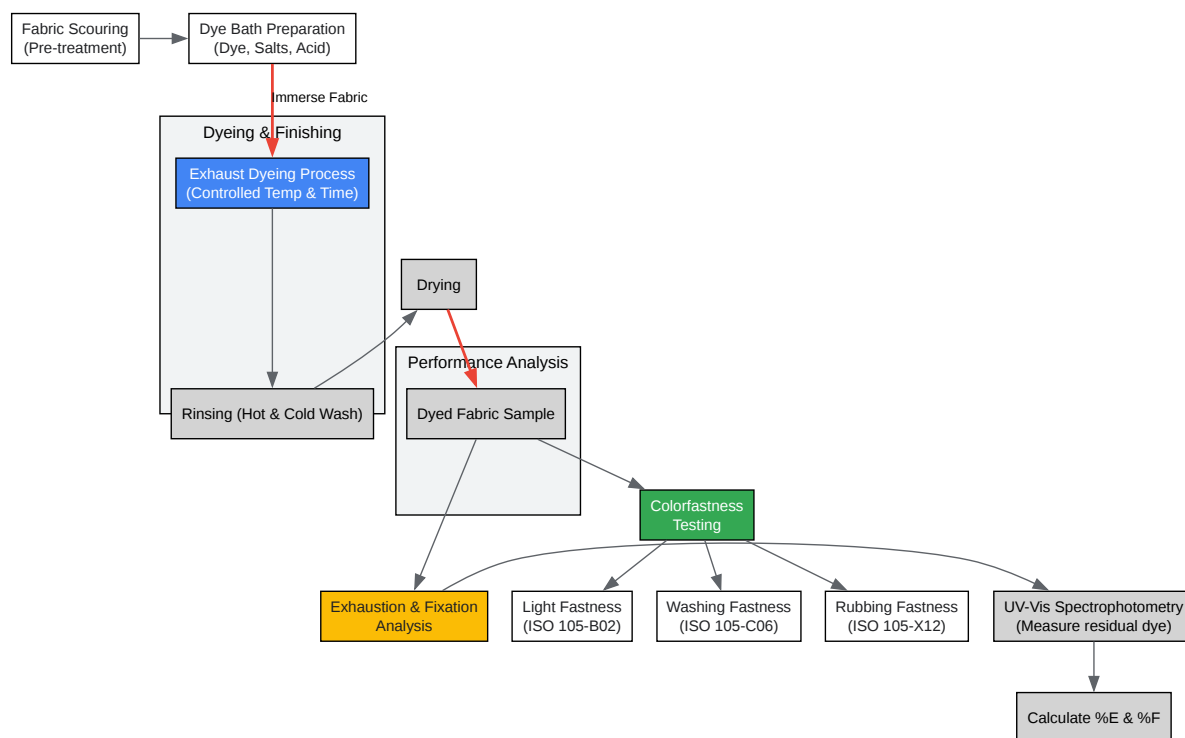 Fabric Scouring
(Pre-treatment)
Dye Bath Preparation
(Dye, Salts, Acid)
Immerse Fabric
Dyeing & Finishing
Exhaust Dyeing Process
(Controlled Temp & Time)
Drying
Performance Analysis
Rinsing (Hot & Cold Wash)
Dyed Fabric Sample
Colorfastness
Testing
Exhaustion & Fixation
Analysis
Light Fastness
(ISO 105-B02)
Washing Fastness
(ISO 105-C06)
Rubbing Fastness
(ISO 105-X12)
UV-Vis Spectrophotometry
(Measure residual dye)
Calculate %E & %F